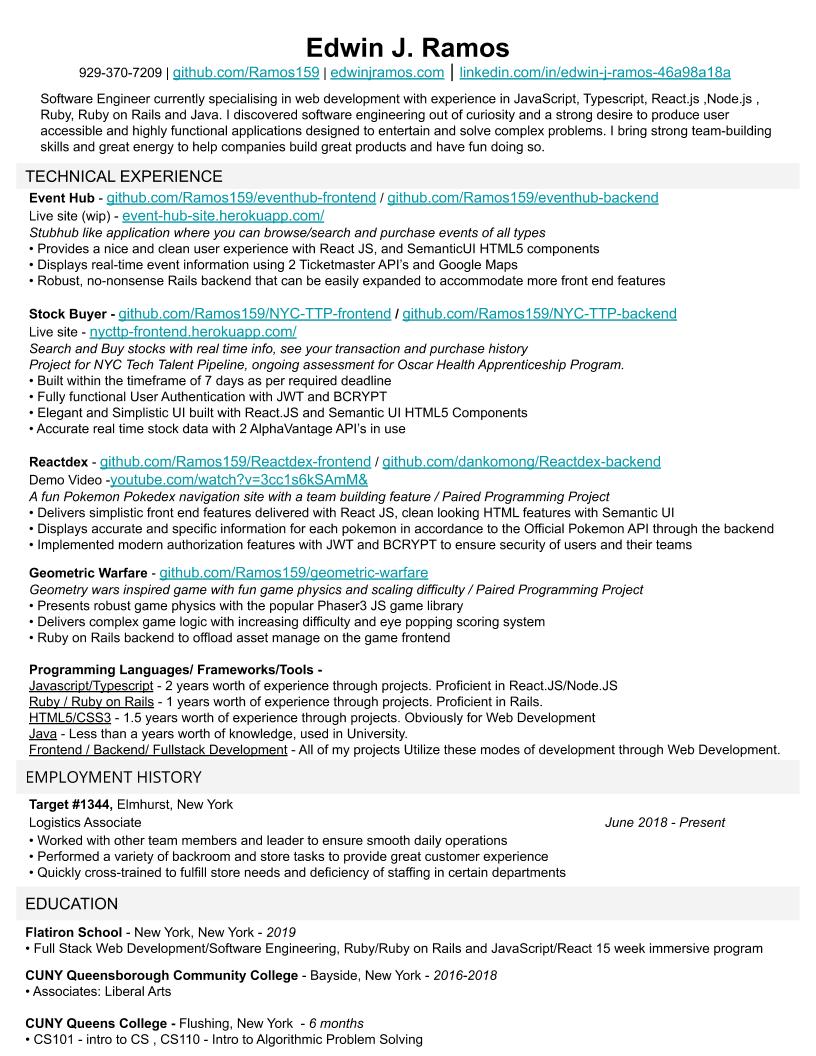 Edwin J. Ramos
929-370-7209 | github.com/Ramos159 | edwinjramos.com | linkedin.com/in/edwin-j-ramos-46a98a18a
Software Engineer currently specialising in web development with experience in JavaScript, Typescript, React.js ,Node.js ,
Ruby, Ruby on Rails and Java. I discovered software engineering out of curiosity and a strong desire to produce user
accessible and highly functional applications designed to entertain and solve complex problems. I bring strong team-building
skills and great energy to help companies build great products and have fun doing so.
TECHNICAL EXPERIENCE
Event Hub - github.com/Ramos159/eventhub-frontend / github.com/Ramos159/eventhub-backend
Live site (wip) - event-hub-site.herokuapp.com/
Stubhub like application where you can browse/search and purchase events of all types
• Provides a nice and clean user experience with React JS, and SemanticUI HTML5 components
• Displays real-time event information using 2 Ticketmaster API's and Google Maps
• Robust, no-nonsense Rails backend that can be easily expanded to accommodate more front end features
Stock Buyer - github.com/Ramos159/NYC-TTP-frontend / github.com/Ramos159/NYC-TTP-backend
Live site - nycttp-frontend.herokuapp.com/
Search and Buy stocks with real time info, see your transaction and purchase history
Project for NYC Tech Talent Pipeline, ongoing assessment for Oscar Health Apprenticeship Program.
• Built within the timeframe of 7 days as per required deadline
• Fully functional User Authentication with JWT and BCRYPT
• Elegant and Simplistic UI built with React.JS and Semantic UI HTML5 Components
• Accurate real time stock data with 2 AlphaVantage API's in use
Reactdex - github.com/Ramos159/Reactdex-frontend / github.com/dankomong/Reactdex-backend
Demo Video -youtube.com/watch?v=3cc1s6kSAmM&
A fun Pokemon Pokedex navigation site with a team building feature / Paired Programming Project
• Delivers simplistic front end features delivered with React JS, clean looking HTML features with Semantic UI
• Displays accurate and specific information for each pokemon in accordance to the Official Pokemon API through the backend
• Implemented modern authorization features with JWT and BCRYPT to ensure security of users and their teams
Geometric Warfare - github.com/Ramos159/geometric-warfare
Geometry wars inspired game with fun game physics and scaling difficulty / Paired Programming Project
• Presents robust game physics with the popular Phaser3 JS game library
• Delivers complex game logic with increasing difficulty and eye popping scoring system
• Ruby on Rails backend to offload asset manage on the game frontend
Programming Languages/ Frameworks/Tools -
Javascript/Typescript - 2 years worth of experience through projects. Proficient in React.JS/Node.JS
Ruby / Ruby on Rails - 1 years worth of experience through projects. Proficient in Rails.
HTML5/CSS3 - 1.5 years worth of experience through projects. Obviously for Web Development
Java - Less than a years worth of knowledge, used in University.
Frontend / Backend/ Fullstack Development - All of my projects Utilize these modes of development through Web Development.
EMPLOYMENT HISTORY
Target #1344, Elmhurst, New York
Logistics Associate June 2018 - Present
• Worked with other team members and leader to ensure smooth daily operations
• Performed a variety of backroom and store tasks to provide great customer experience
• Quickly cross-trained to fulfill store needs and deficiency of staffing in certain departments
EDUCATION
Flatiron School - New York, New York - 2019
• Full Stack Web Development/Software Engineering, Ruby/Ruby on Rails and JavaScript/React 15 week immersive program
CUNY Queensborough Community College - Bayside, New York - 2016-2018
• Associates: Liberal Arts
CUNY Queens College - Flushing, New York - 6 months
• CS101 - intro to CS , CS110 - Intro to Algorithmic Problem Solving